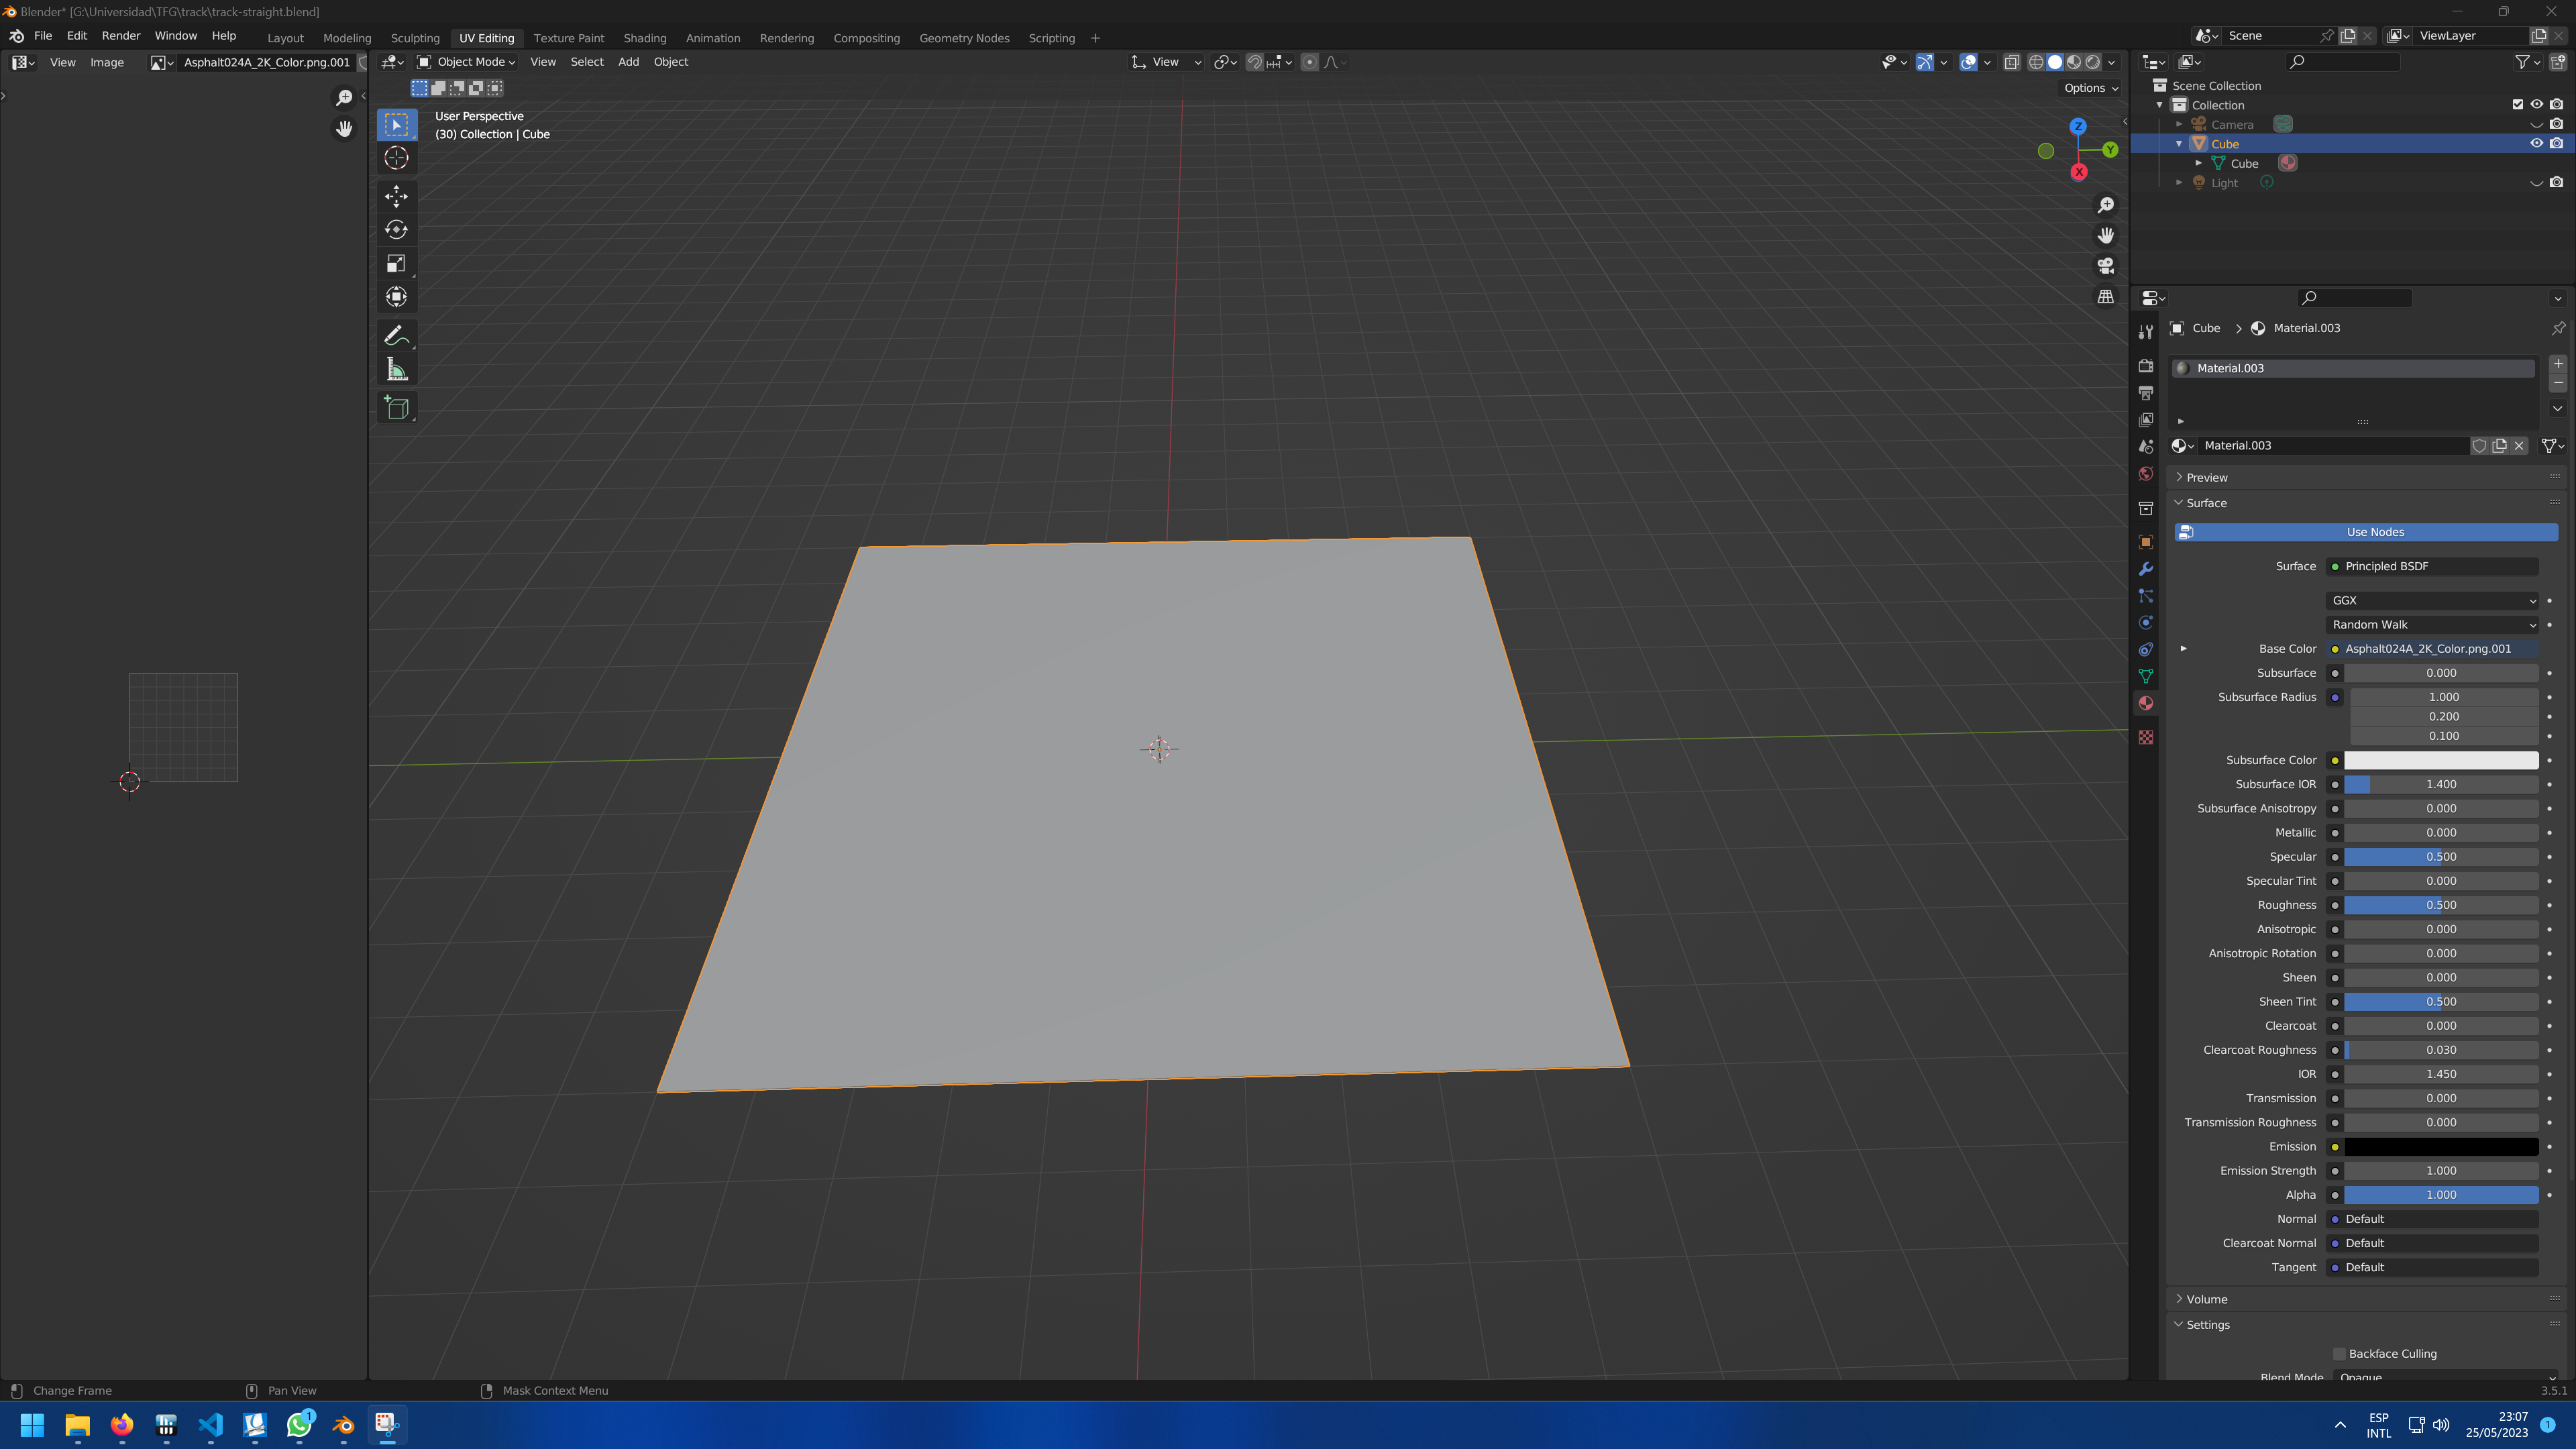 Blender* [G:\Universidad\TFG\track\track-straight.blend]
File Edit Render Window Help Layout Modeling Sculpting UV Editing Texture Paint Shading Animation Rendering Compositing Geometry Nodes Scripting + Scene ViewLayer
View Image Asphalt024A_2K_Color.png.001 Object Mode View Select Add Object View
Options
User Perspective
(30) Collection | Cube
Z
Y
X
Scene Collection
Collection
Camera
Cube
Cube
Light
Cube > Material.003
Material.003
Material.003
Preview
Surface
Use Nodes
Surface Principled BSDF
GGX
Random Walk
Base Color Asphalt024A_2K_Color.png.001
Subsurface 0.000
Subsurface Radius 1.000
0.200
0.100
Subsurface Color
Subsurface IOR 1.400
Subsurface Anisotropy 0.000
Metallic 0.000
Specular 0.500
Specular Tint 0.000
Roughness 0.500
Anisotropic 0.000
Anisotropic Rotation 0.000
Sheen 0.000
Sheen Tint 0.500
Clearcoat 0.000
Clearcoat Roughness 0.030
IOR 1.450
Transmission 0.000
Transmission Roughness 0.000
Emission
Emission Strength 1.000
Alpha 1.000
Normal Default
Clearcoat Normal Default
Tangent Default
Volume
Settings
Backface Culling
Blend Mode Opaque
Change Frame Pan View Mask Context Menu 3.5.1
1
ESP
INTL
23:07
25/05/2023
1